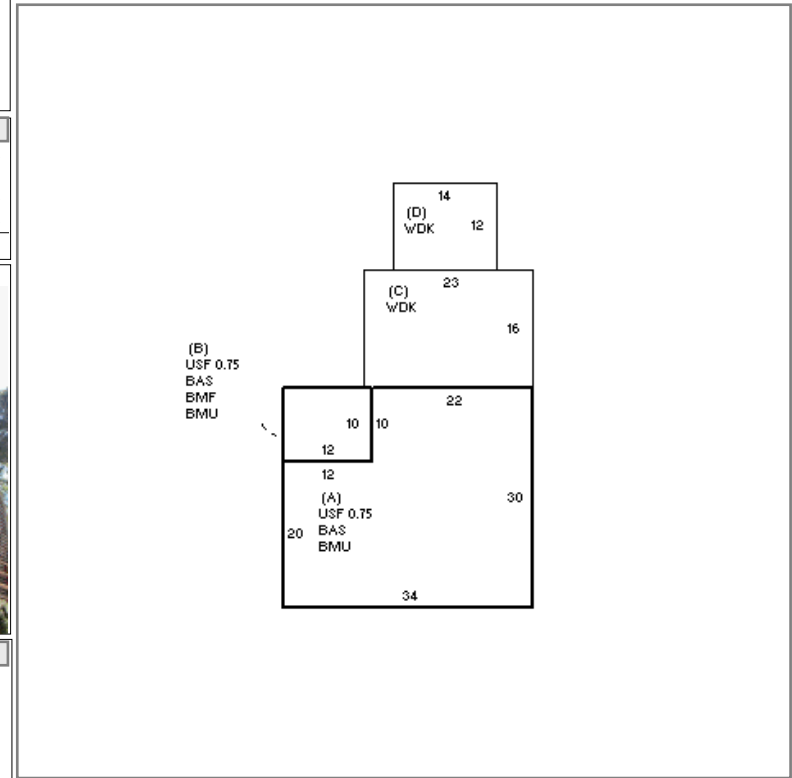 14
(D)
WDK
12
23
(C)
WDK
16
(B)
USF 0.75
BAS
BMF
BMU
22
10
10
12
12
(A)
USF 0.75
BAS
BMU
30
20
34